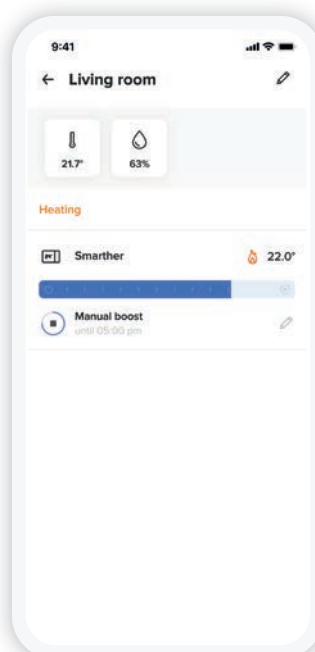 9:41
Living room
21.7°
63%
Heating
Smarther
22.0°
Manual boost
until 05:00 pm